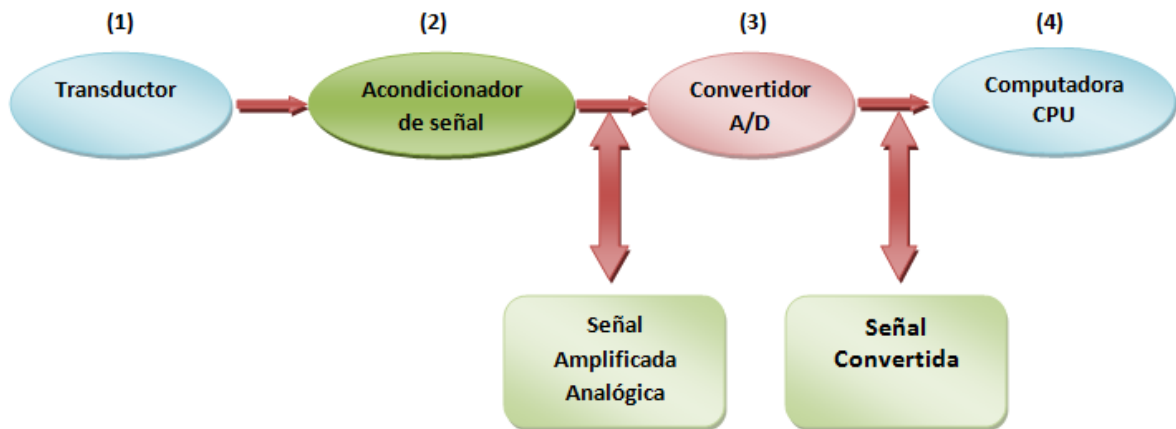 (1)
(2)
(3)
(4)
Transductor
Acondicionador
de señal
Convertidor
A/D
Computadora
CPU
Señal
Amplificada
Analógica
Señal
Convertida